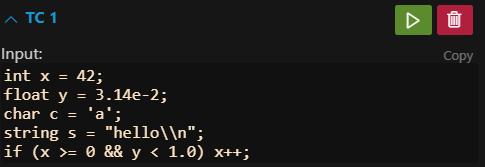 TC 1
Input:
Copy
int x = 42;
float y = 3.14e-2;
char c = 'a';
string s = "hello\\n";
if (x >= 0 && y < 1.0) x++;